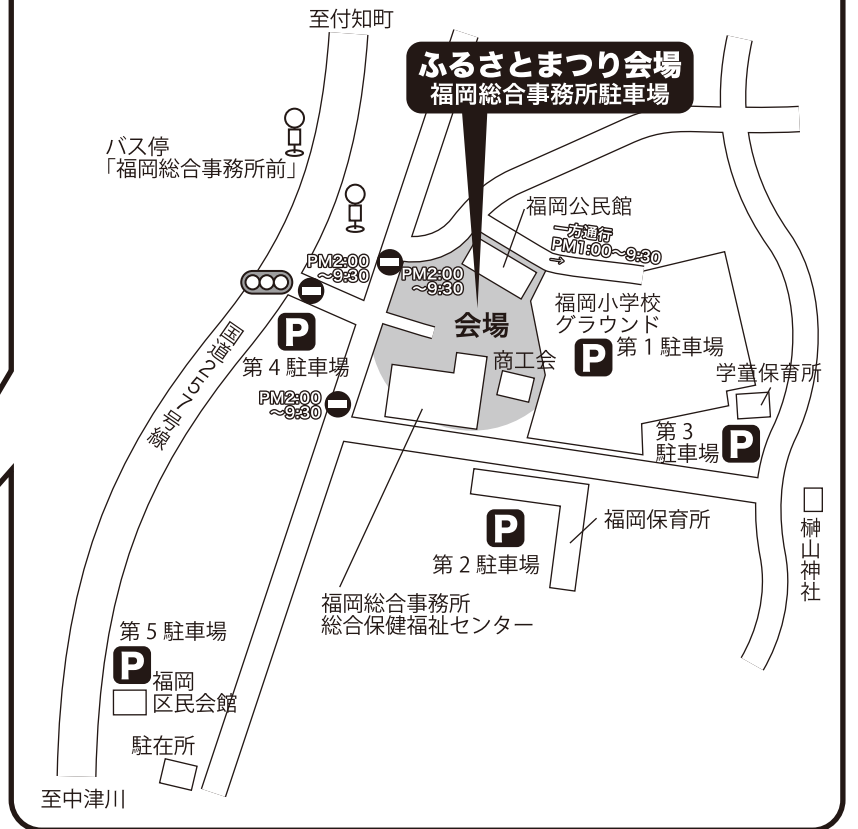 至付知町
ふるさとまつり会場
福岡総合事務所駐車場
バス停
「福岡総合事務所前」
福岡公民館
一方通行
PM1:00〜9:30
→
PM2:00
〜9:30
PM2:00
〜9:30
福岡小学校
グラウンド
会場
P 第1駐車場
P
第4駐車場
商工会
学童保育所
国道257号線
PM2:00
〜9:30
第3
駐車場 P
P
第2駐車場
福岡保育所
榊山神社
福岡総合事務所
総合保健福祉センター
第5駐車場
P 福岡
区民会館
駐在所
至中津川